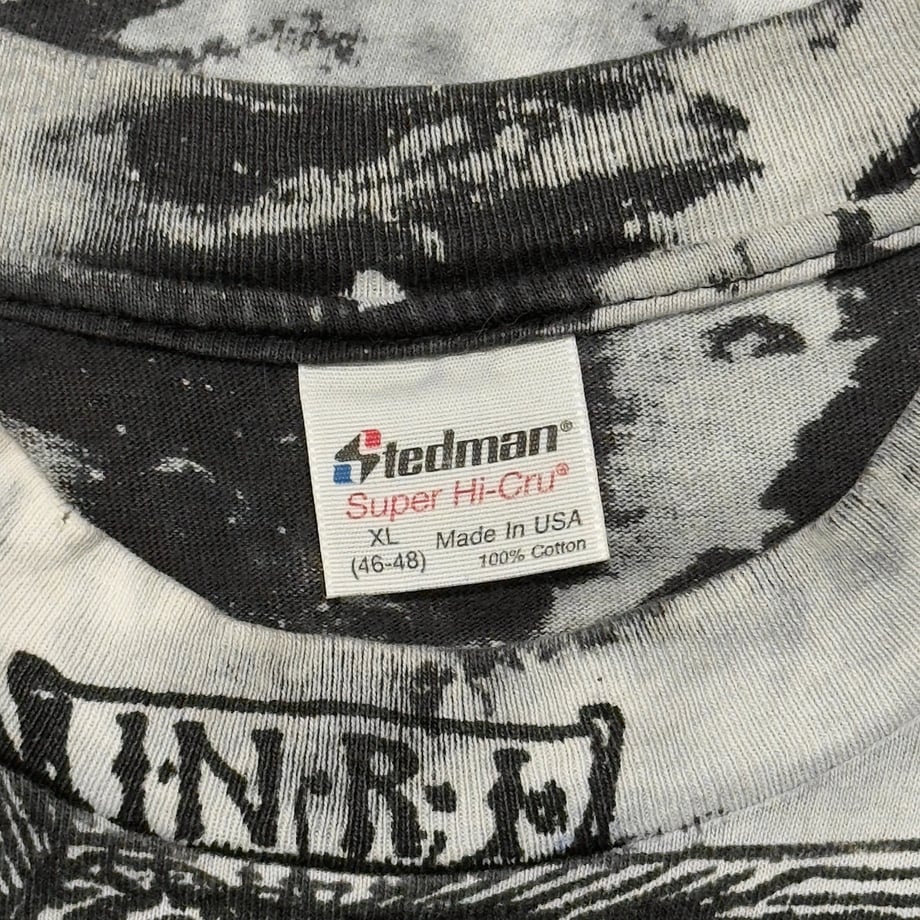 Stedman®
Super Hi-Cru®
XL Made In USA
(46-48) 100% Cotton
I.N.R.I.